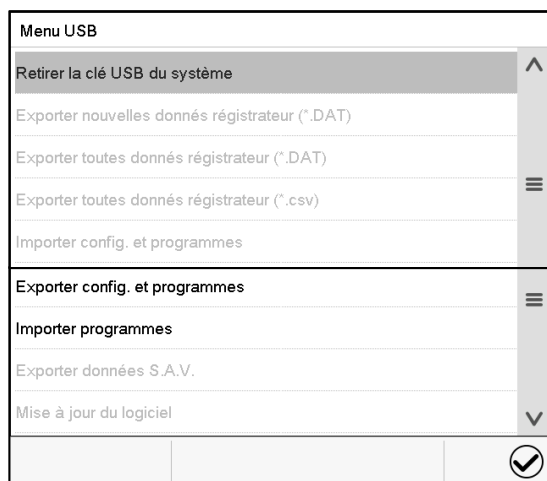 Menu USB
Retirer la clé USB du système
Exporter nouvelles donnés régistrateur (*.DAT)
Exporter toutes donnés régistrateur (*.DAT)
Exporter toutes donnés régistrateur (*.csv)
Importer config. et programmes
Exporter config. et programmes
Importer programmes
Exporter données S.A.V.
Mise à jour du logiciel